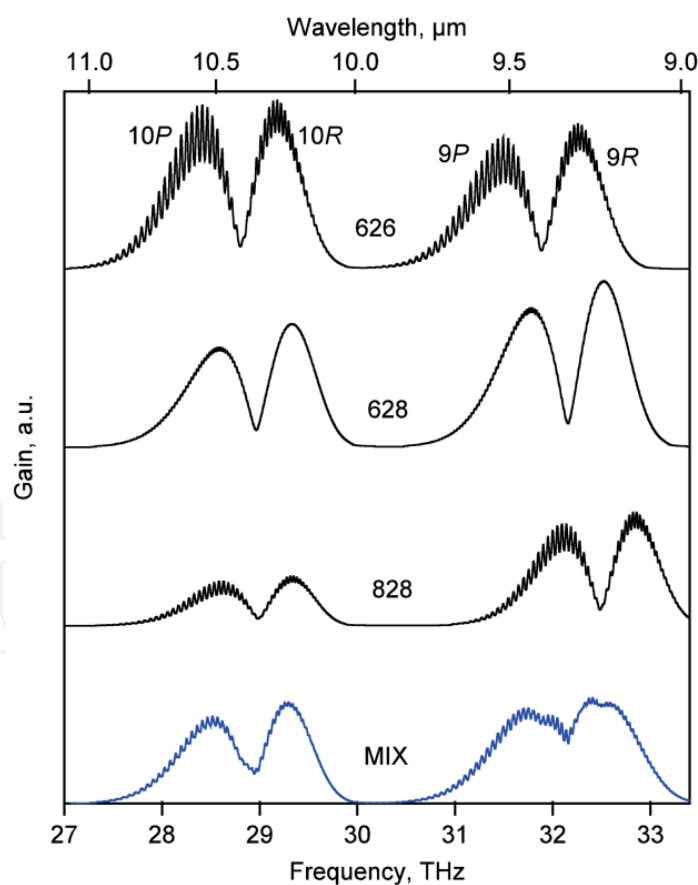 Wavelength, µm
11.0 10.5 10.0 9.5 9.0
10P 10R 9P 9R
626
628
828
MIX
Gain, a.u.
27 28 29 30 31 32 33
Frequency, THz